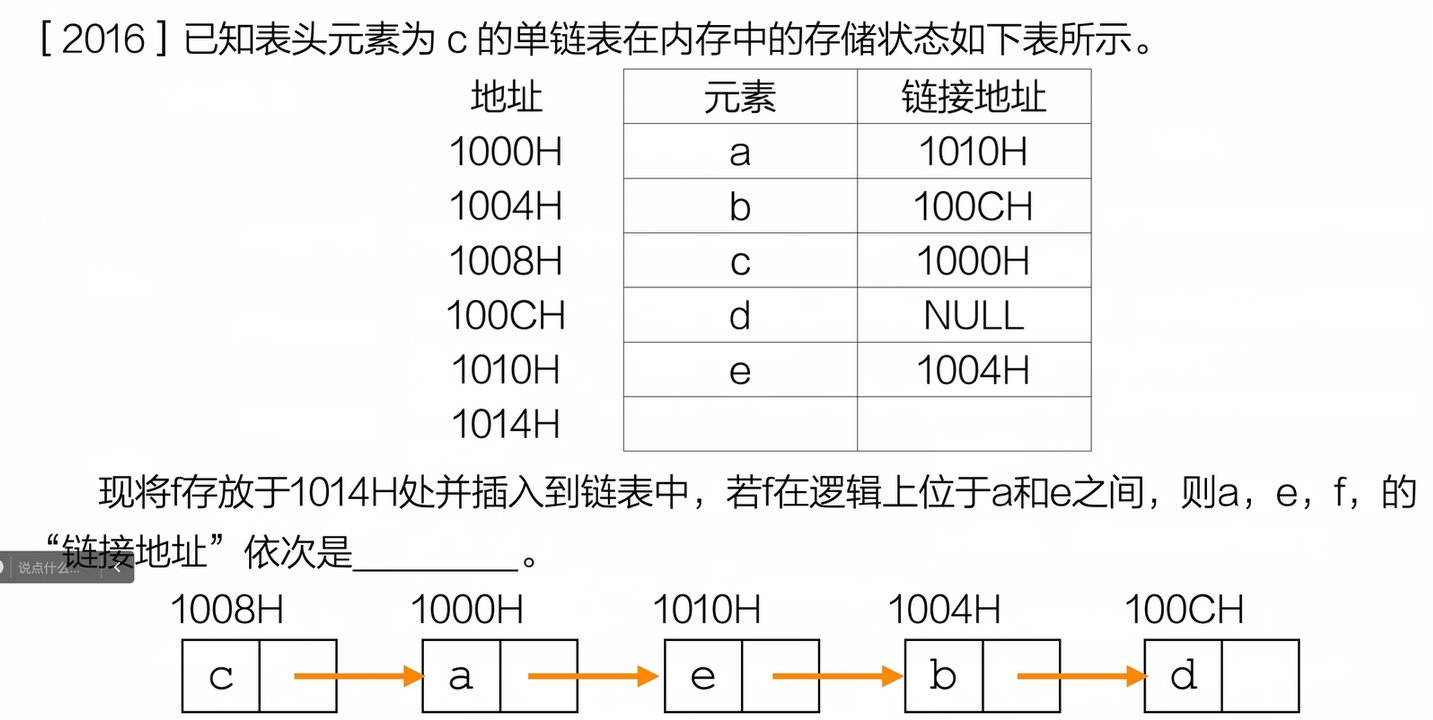 [ 2016 ] 已知表头元素为 c 的单链表在内存中的存储状态如下表所示。
地址 元素 链接地址
1000H a 1010H
1004H b 100CH
1008H c 1000H
100CH d NULL
1010H e 1004H
1014H
现将f存放于1014H处并插入到链表中，若f在逻辑上位于a和e之间，则a，e，f，的
“链接地址”依次是________。
说点什么...
1008H 1000H 1010H 1004H 100CH
c a e b d